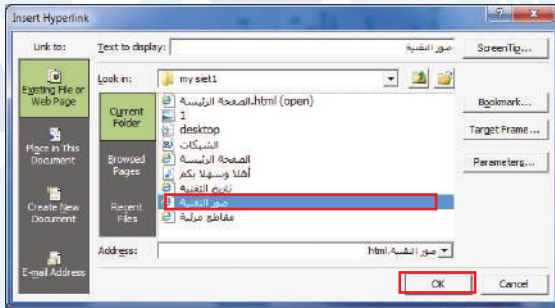 Insert Hyperlink
Link to:
Text to display:
صور التقنية
ScreenTip...
Existing File or Web Page
Look in:
my siet1
Bookmark...
Current Folder
الصفحة الرئيسة.html (open)
1
desktop
الشبكات
الصفحة الرئيسة
أهلا وسهلا بكم
تاريخ التقنية
صور التقنية
مقاطع مرئية
Target Frame...
Place in This Document
Browsed Pages
Parameters...
Create New Document
Recent Files
E-mail Address
Address:
صور التقنية.html
OK
Cancel